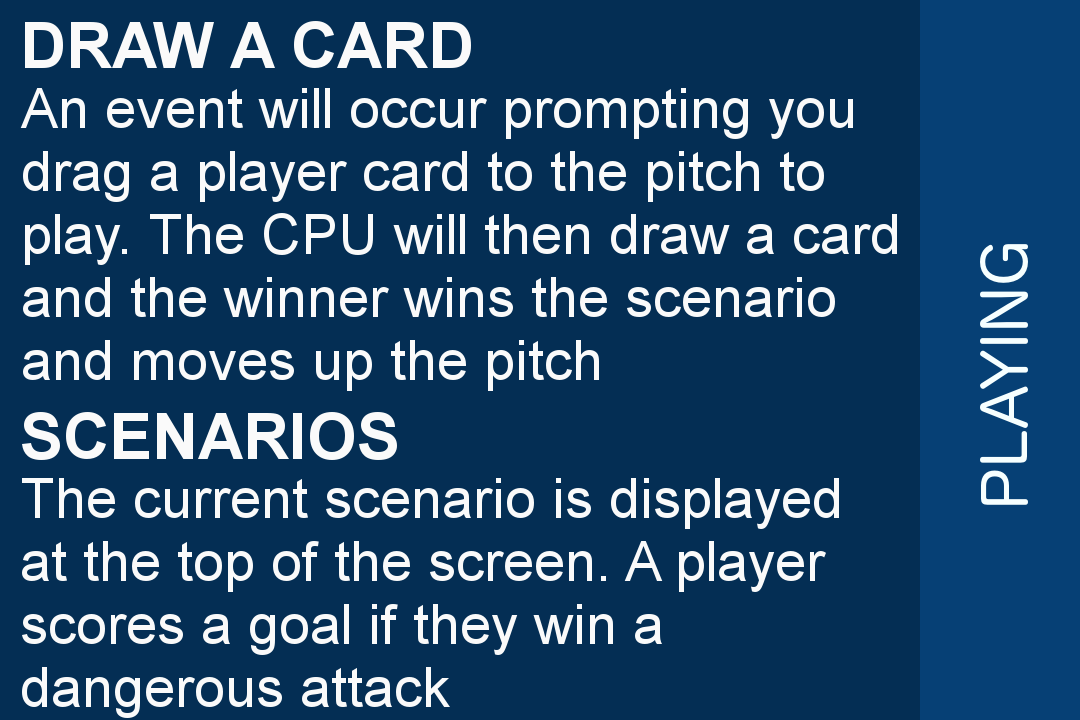 DRAW A CARD
An event will occur prompting you
drag a player card to the pitch to
play. The CPU will then draw a card
and the winner wins the scenario
and moves up the pitch
SCENARIOS
The current scenario is displayed
at the top of the screen. A player
scores a goal if they win a
dangerous attack
PLAYING